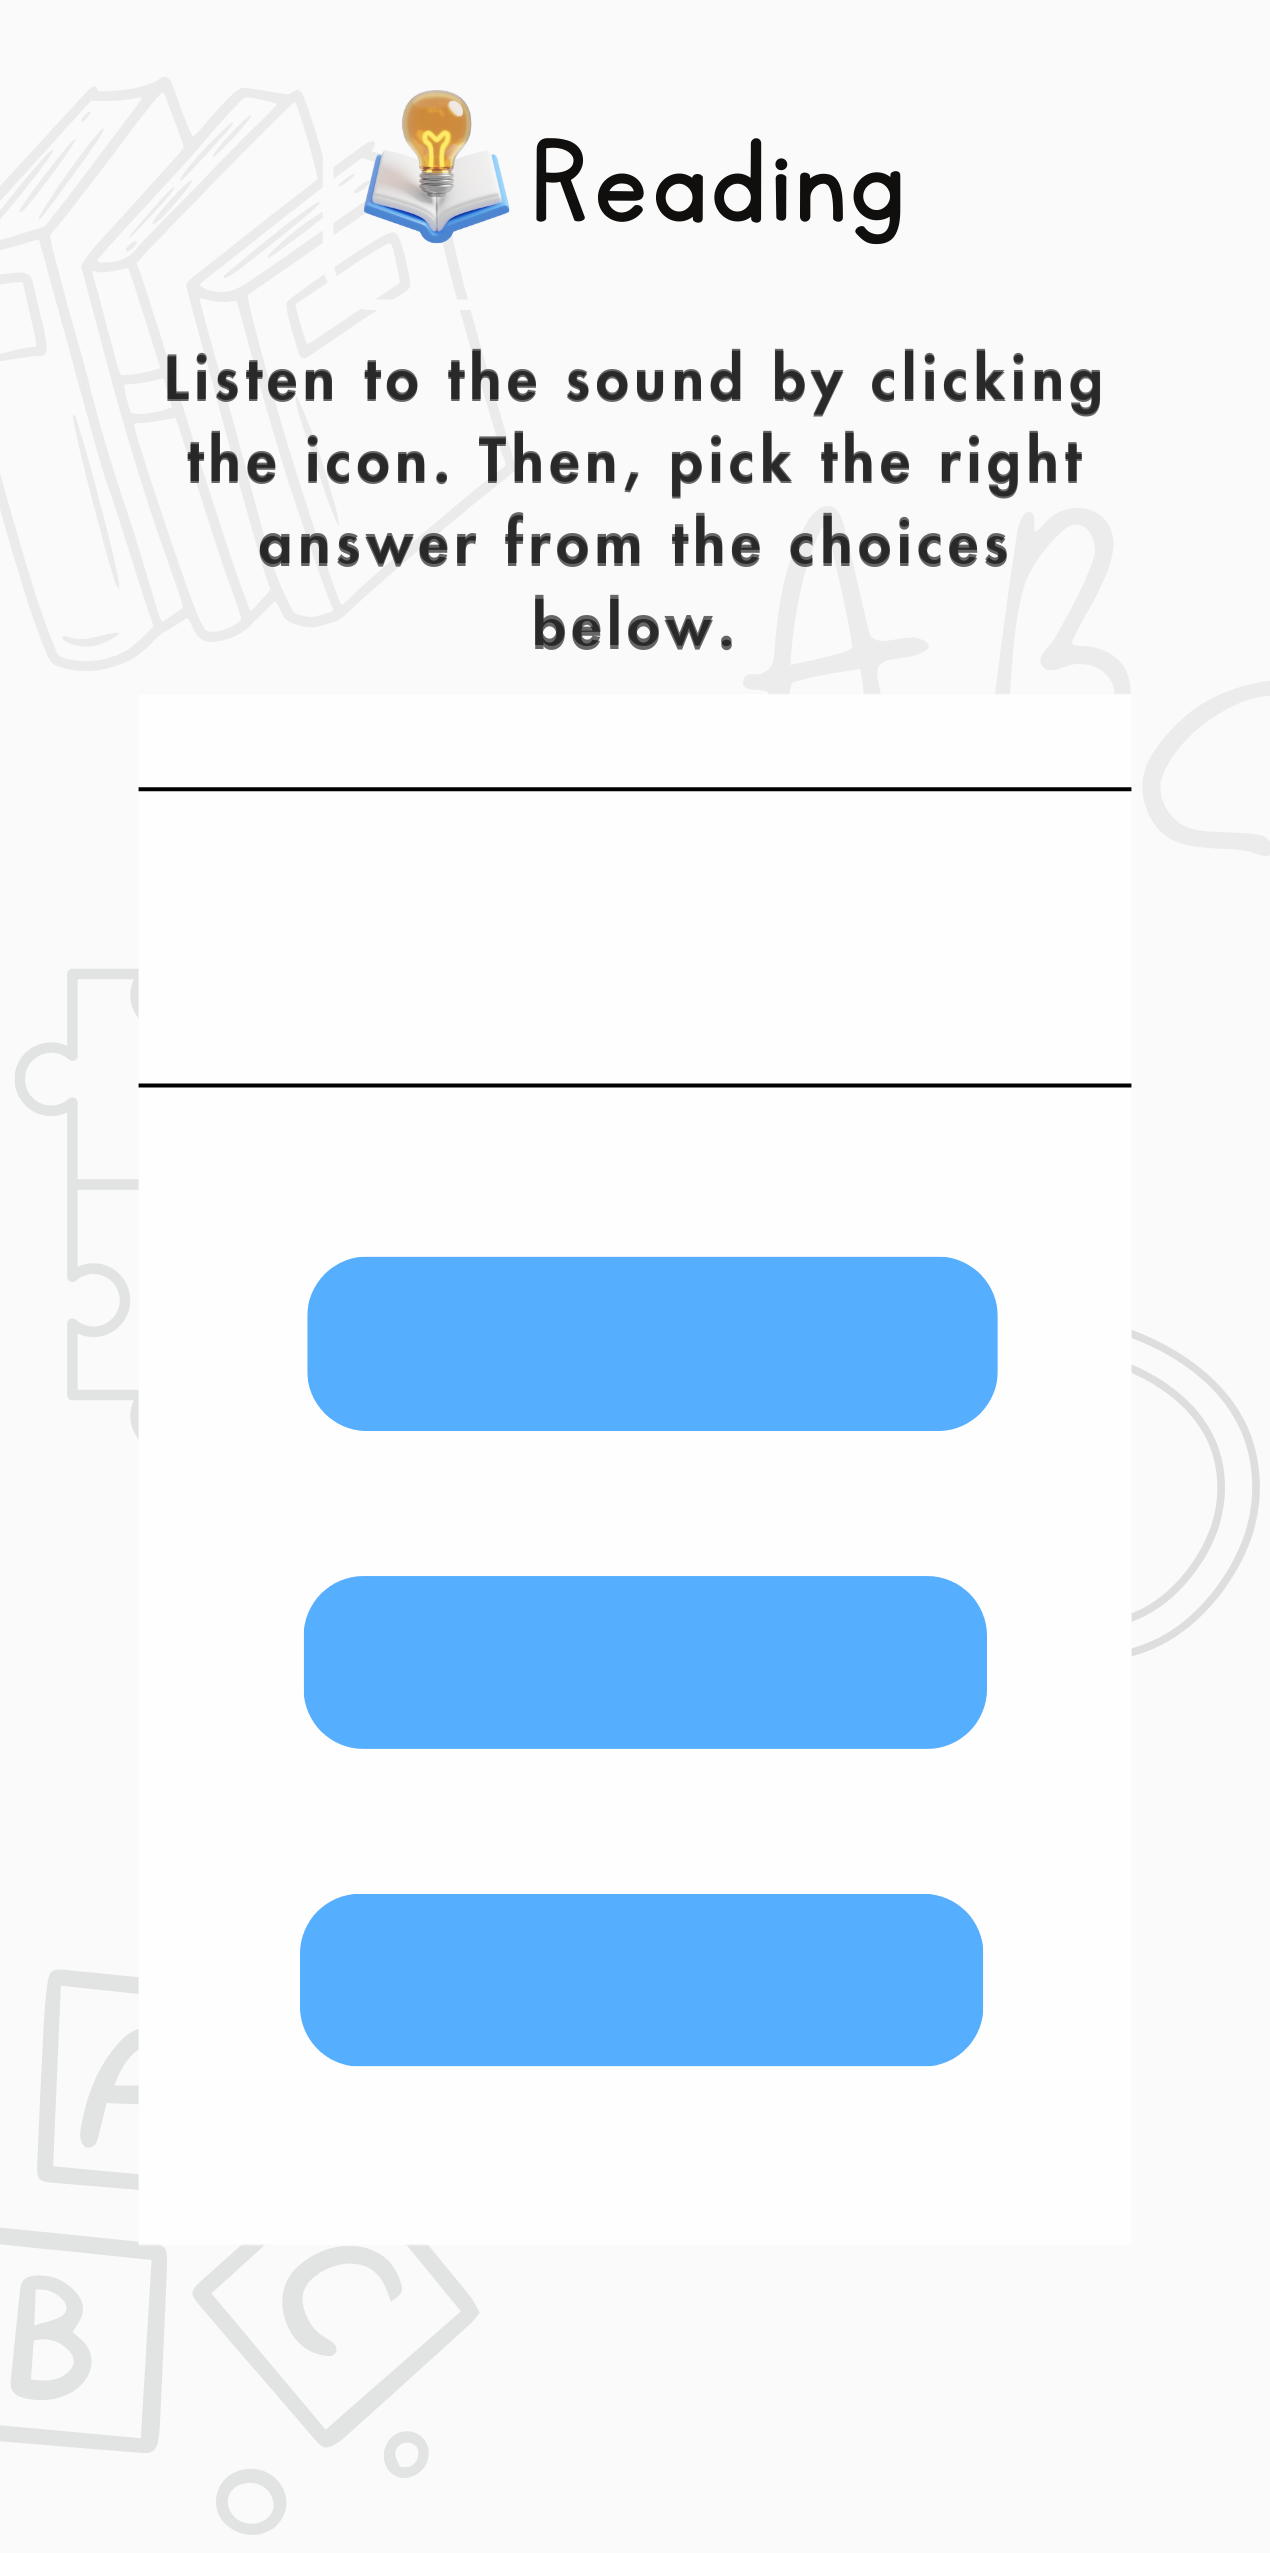 Reading
Listen to the sound by clicking
the icon. Then, pick the right
answer from the choices
below.
A B
A
B
C